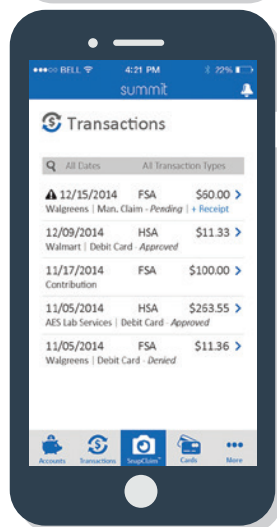 BELL 4:21 PM 22%
summit
Transactions
All Dates All Transaction Types
12/15/2014 FSA $60.00 >
Walgreens | Man. Claim - Pending | + Receipt
12/09/2014 HSA $11.33 >
Walmart | Debit Card - Approved
11/17/2014 FSA $100.00 >
Contribution
11/05/2014 HSA $263.55 >
AES Lab Services | Debit Card - Approved
11/05/2014 FSA $11.36 >
Walgreens | Debit Card - Denied
Accounts Transactions SnapClaim™ Cards More